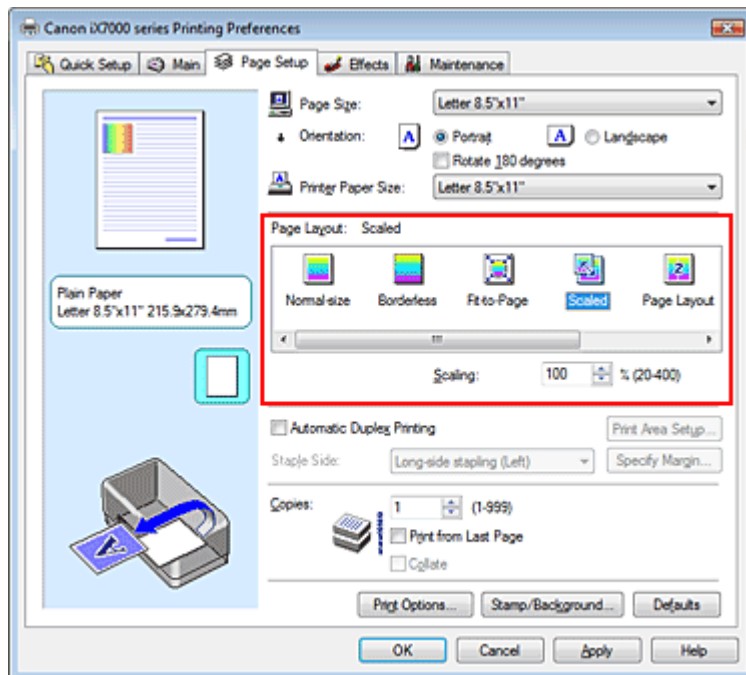 Canon iX7000 series Printing Preferences
Quick Setup Main Page Setup Effects Maintenance
Page Size: Letter 8.5"x11"
Orientation: A Portrait A Landscape
Rotate 180 degrees
Printer Paper Size: Letter 8.5"x11"
Page Layout: Scaled
Normal-size Borderless Fit-to-Page Scaled Page Layout
Plain Paper
Letter 8.5"x11" 215.9x279.4mm
Scaling: 100 % (20-400)
Automatic Duplex Printing Print Area Setup...
Staple Side: Long-side stapling (Left) Specify Margin...
Copies: 1 (1-999)
Print from Last Page
Collate
Print Options... Stamp/Background... Defaults
OK Cancel Apply Help